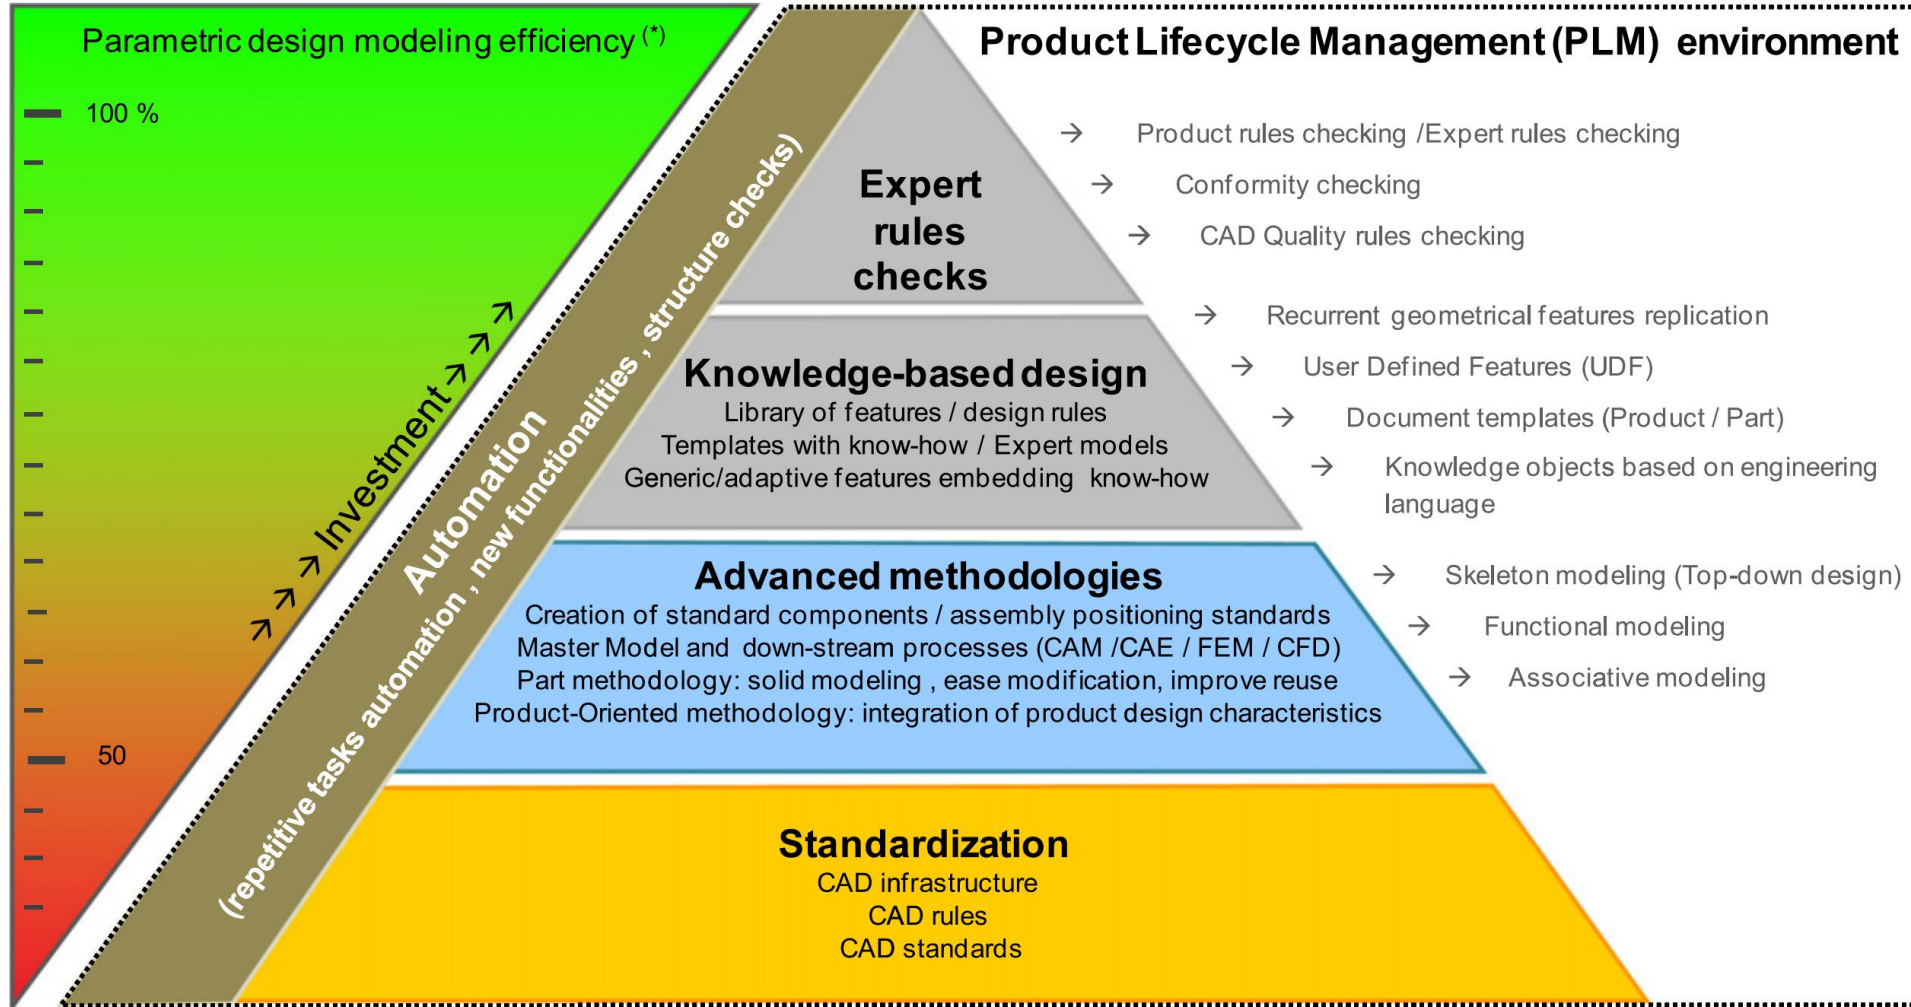 Parametric design modeling efficiency (*)
100 %
50
→ → → Investment → → → →
Automation
(repetitive tasks automation , new functionalities , structure checks)
Product Lifecycle Management (PLM) environment
Expert
rules
checks
→ Product rules checking /Expert rules checking
→ Conformity checking
→ CAD Quality rules checking
Knowledge-based design
Library of features / design rules
Templates with know-how / Expert models
Generic/adaptive features embedding know-how
→ Recurrent geometrical features replication
→ User Defined Features (UDF)
→ Document templates (Product / Part)
→ Knowledge objects based on engineering
language
Advanced methodologies
Creation of standard components / assembly positioning standards
Master Model and down-stream processes (CAM /CAE / FEM / CFD)
Part methodology: solid modeling , ease modification, improve reuse
Product-Oriented methodology: integration of product design characteristics
→ Skeleton modeling (Top-down design)
→ Functional modeling
→ Associative modeling
Standardization
CAD infrastructure
CAD rules
CAD standards